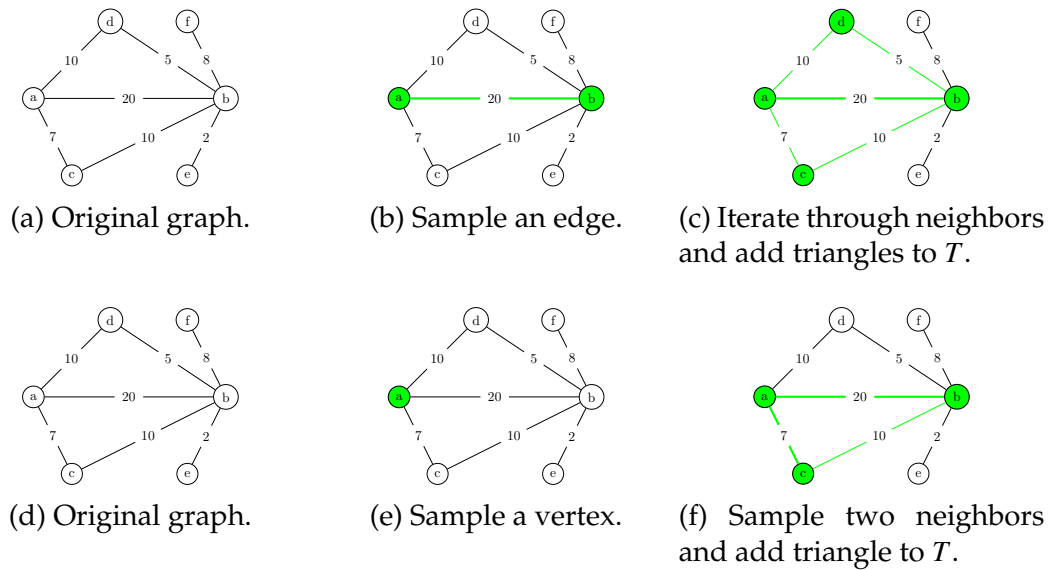 d f
10 5 8
a 20 b
7 10 2
c e
(a) Original graph.
d f
10 5 8
a 20 b
7 10 2
c e
(b) Sample an edge.
d f
10 5 8
a 20 b
7 10 2
c e
(c) Iterate through neighbors
and add triangles to T.
d f
10 5 8
a 20 b
7 10 2
c e
(d) Original graph.
d f
10 5 8
a 20 b
7 10 2
c e
(e) Sample a vertex.
d f
10 5 8
a 20 b
7 10 2
c e
(f) Sample two neighbors
and add triangle to T.